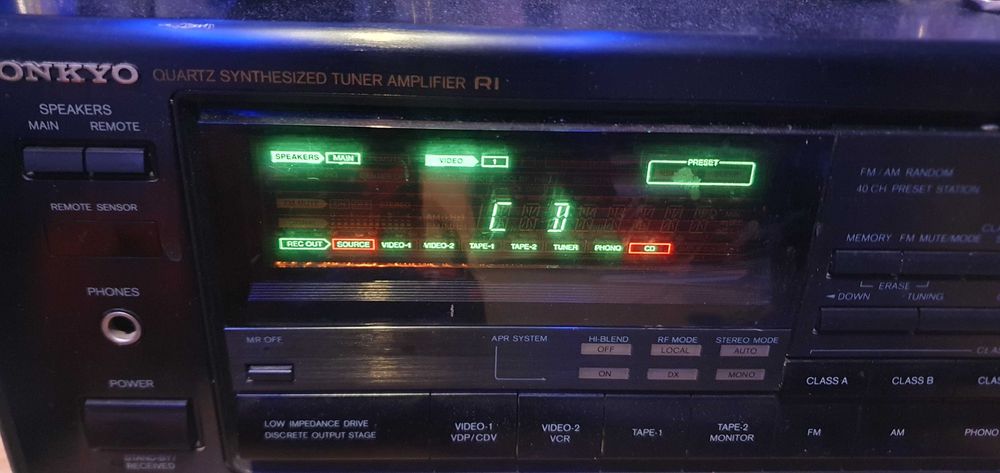 ONKYO QUARTZ SYNTHESIZED TUNER AMPLIFIER RI
SPEAKERS
MAIN REMOTE
REMOTE SENSOR
PHONES
POWER
STAND-BY/
RECEIVED
SPEAKERS MAIN VIDEO 1 PRESET
REC OUT SOURCE VIDEO-1 VIDEO-2 TAPE-1 TAPE-2 TUNER PHONO CD
FM/AM RANDOM
40 CH. PRESET STATION
MEMORY FM MUTE/MODE
ERASE
DOWN TUNING
MR OFF
APR SYSTEM
HI-BLEND RF MODE STEREO MODE
OFF LOCAL AUTO
ON DX MONO
CLASS A CLASS B
LOW IMPEDANCE DRIVE
DISCRETE OUTPUT STAGE
VIDEO-1
VDP/CDV
VIDEO-2
VCR
TAPE-1
TAPE-2
MONITOR
FM AM PHONO